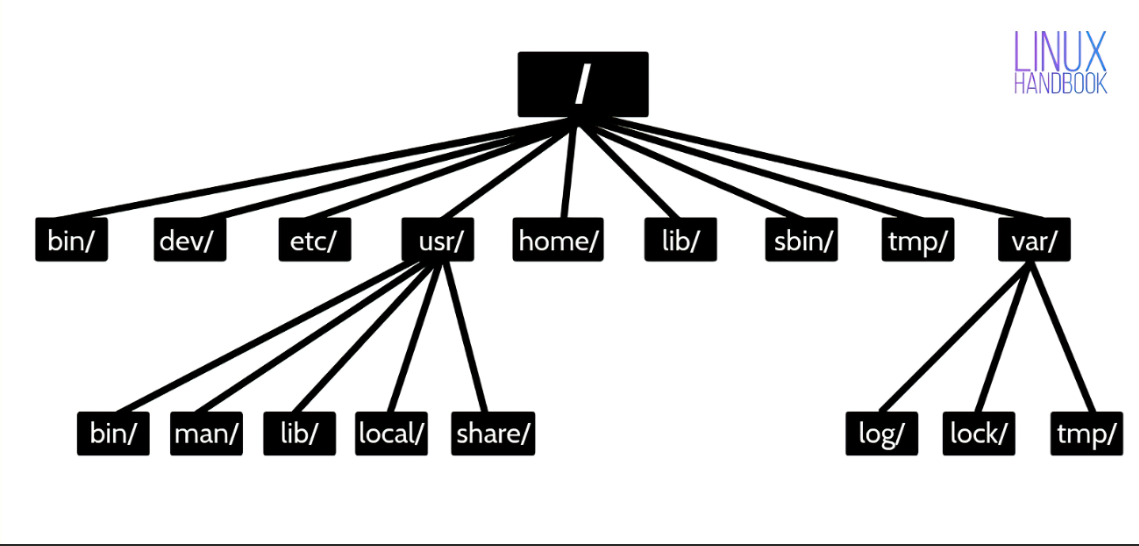 LINUX
HANDBOOK
/
bin/ dev/ etc/ usr/ home/ lib/ sbin/ tmp/ var/
bin/ man/ lib/ local/ share/ log/ lock/ tmp/